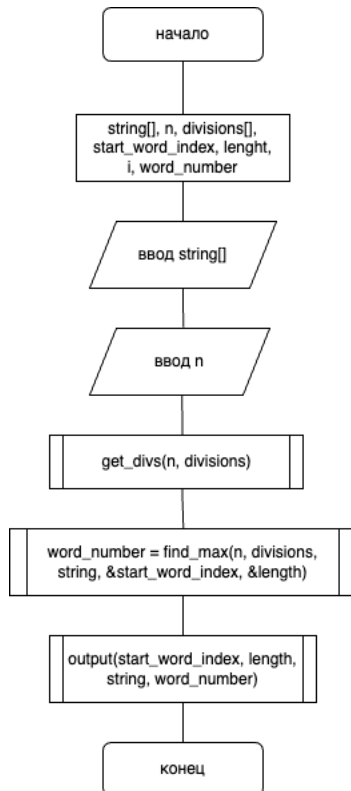 начало
string[], n, divisions[],
start_word_index, lenght,
i, word_number
ввод string[]
ввод n
get_divs(n, divisions)
word_number = find_max(n, divisions,
string, &start_word_index, &length)
output(start_word_index, length,
string, word_number)
конец